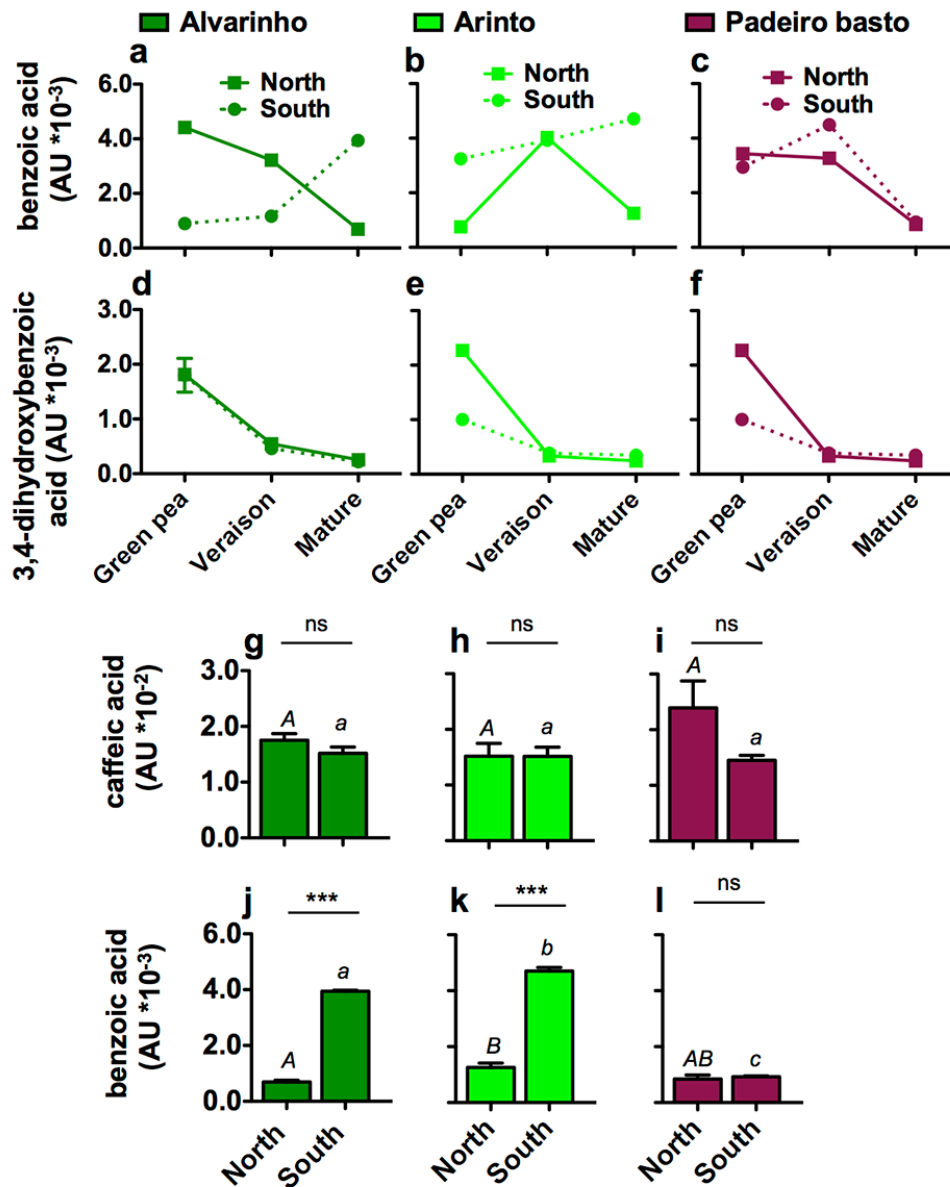 Alvarinho Arinto Padeiro basto
a b c
North North North
South South South
benzoic acid
(AU *10-3)
6.0
4.0
2.0
0.0
d e f
3,4-dihydroxybenzoic
acid (AU *10-3)
3.0
2.0
1.0
0.0
Green pea Veraison Mature Green pea Veraison Mature Green pea Veraison Mature
ns ns ns
g h i
caffeic acid
(AU *10-2)
3.0
2.0
1.0
0.0
A a A a A a
*** *** ns
j k l
benzoic acid
(AU *10-3)
6.0
4.0
2.0
0.0
A a B b AB c
North South North South North South